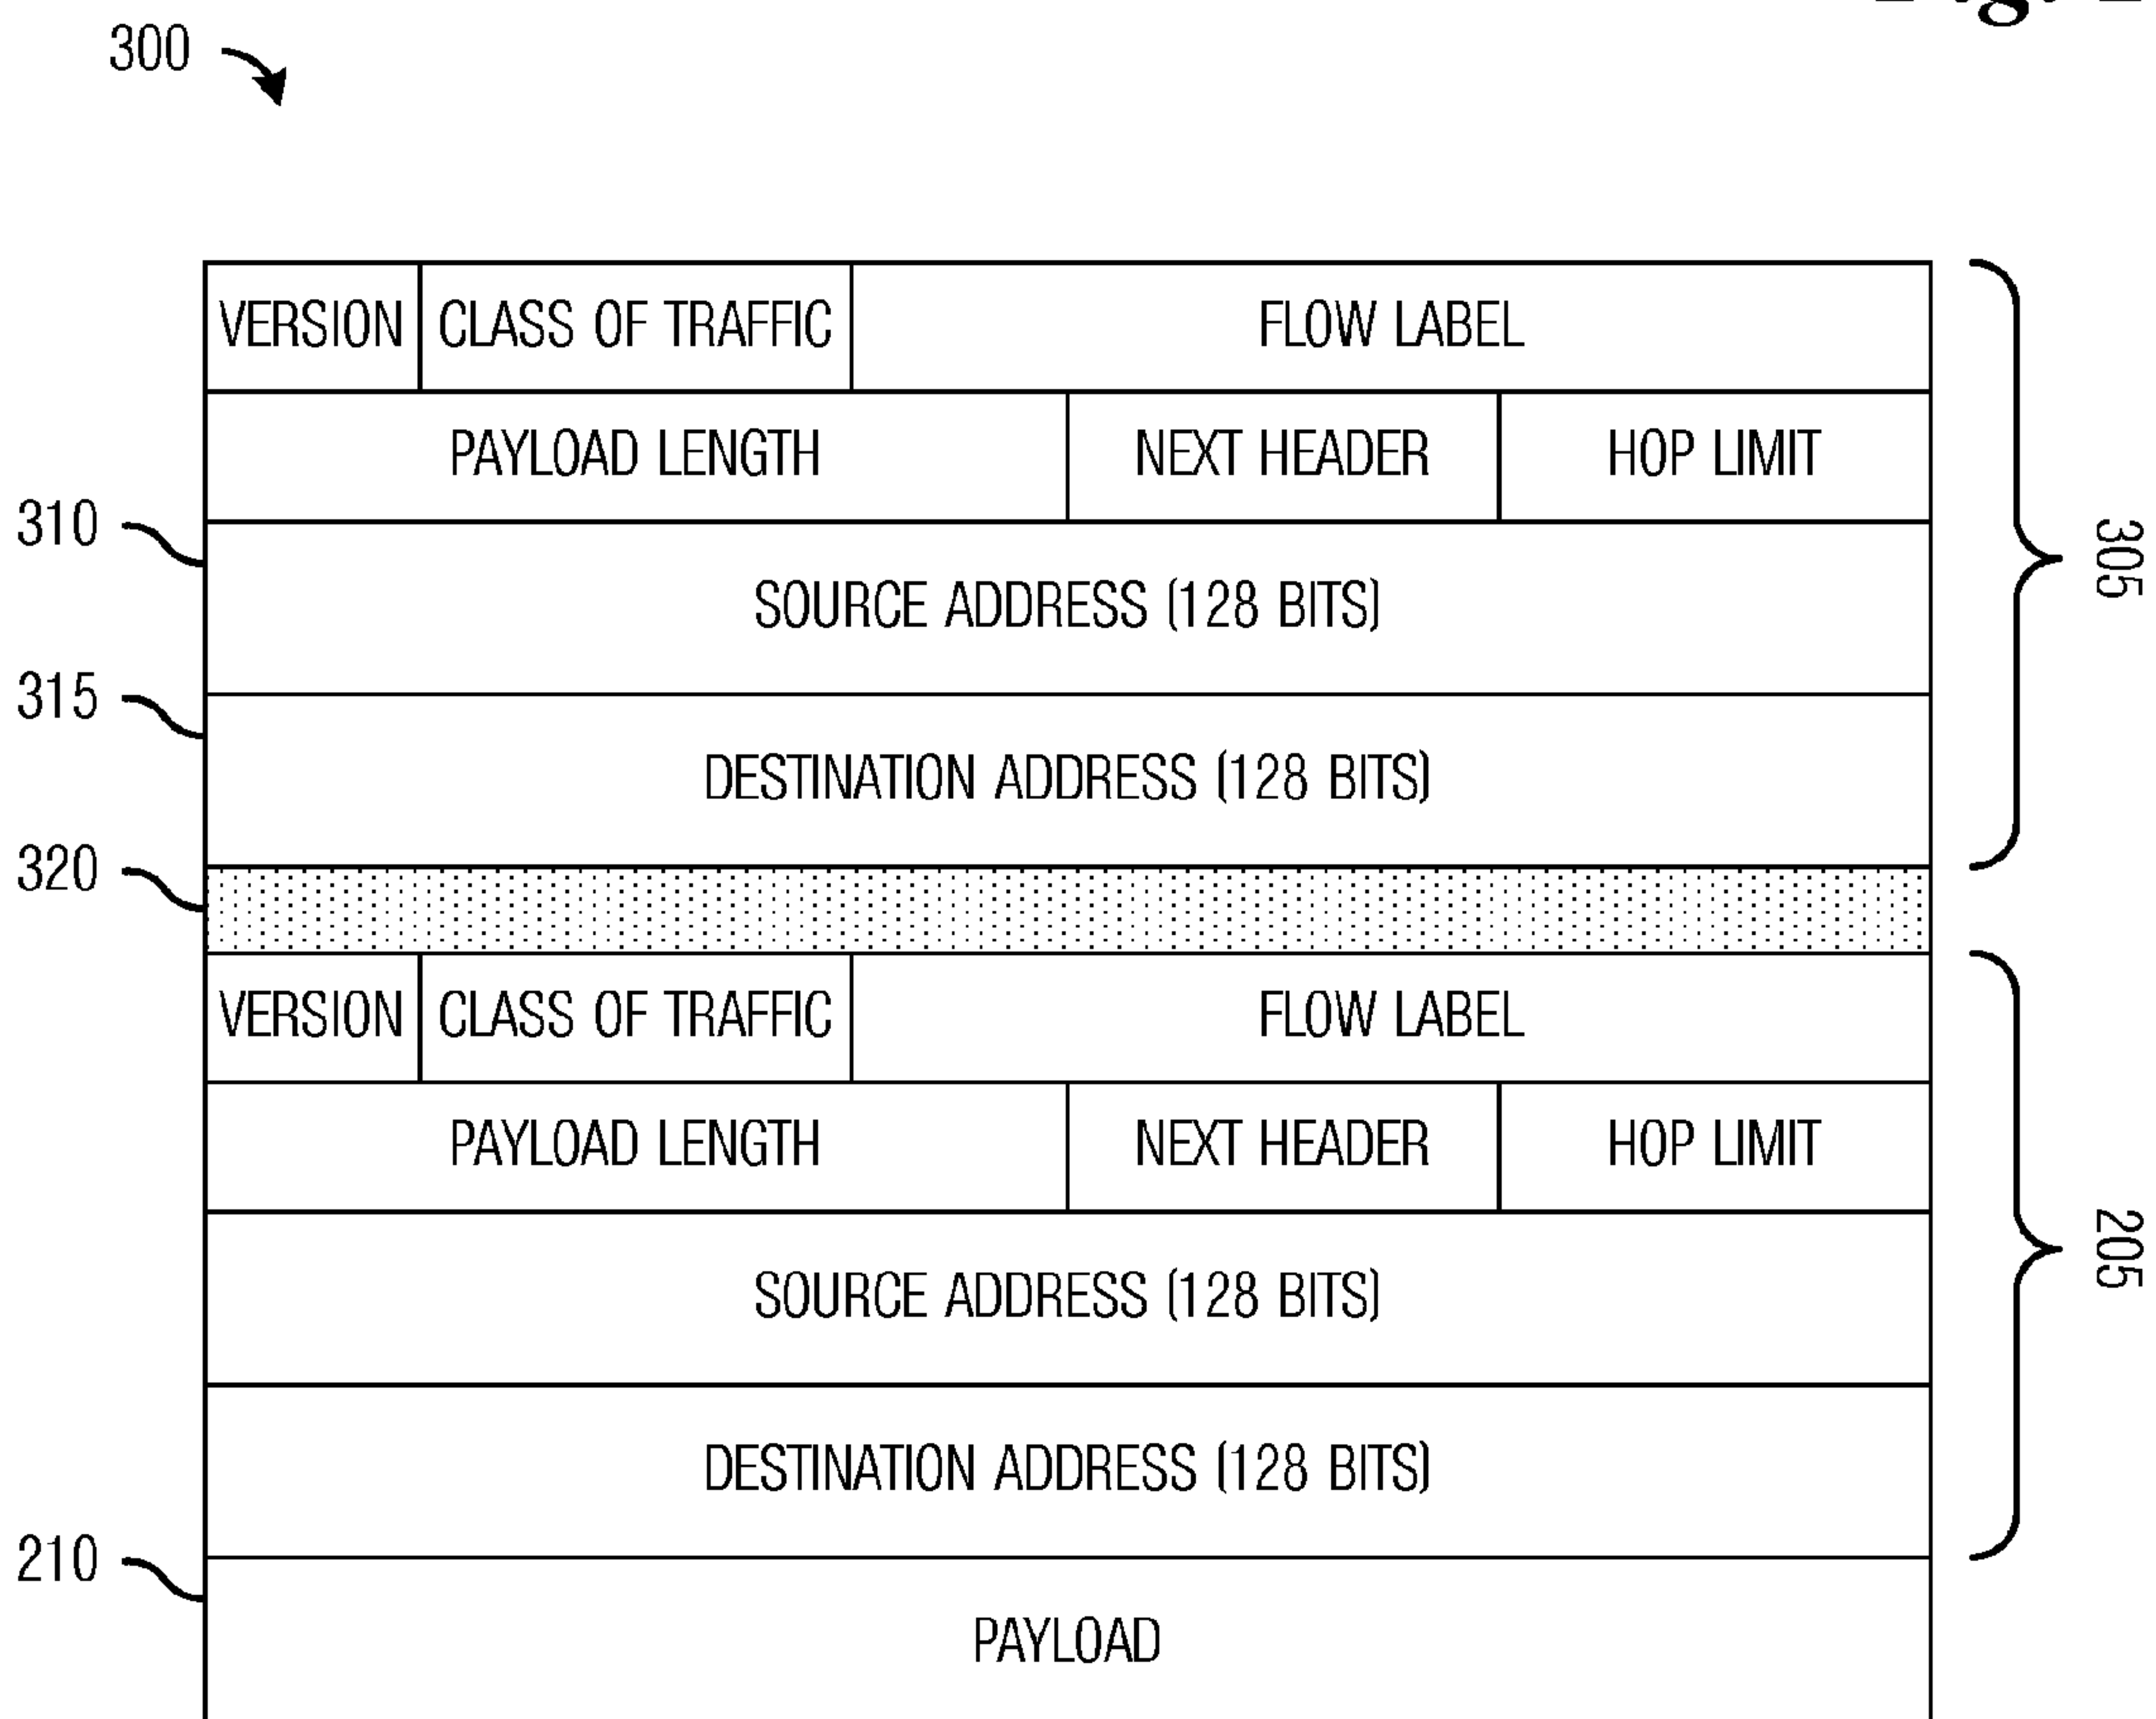 300
VERSION CLASS OF TRAFFIC FLOW LABEL
PAYLOAD LENGTH NEXT HEADER HOP LIMIT
310
SOURCE ADDRESS (128 BITS)
305
315
DESTINATION ADDRESS (128 BITS)
320
VERSION CLASS OF TRAFFIC FLOW LABEL
PAYLOAD LENGTH NEXT HEADER HOP LIMIT
205
SOURCE ADDRESS (128 BITS)
DESTINATION ADDRESS (128 BITS)
210
PAYLOAD